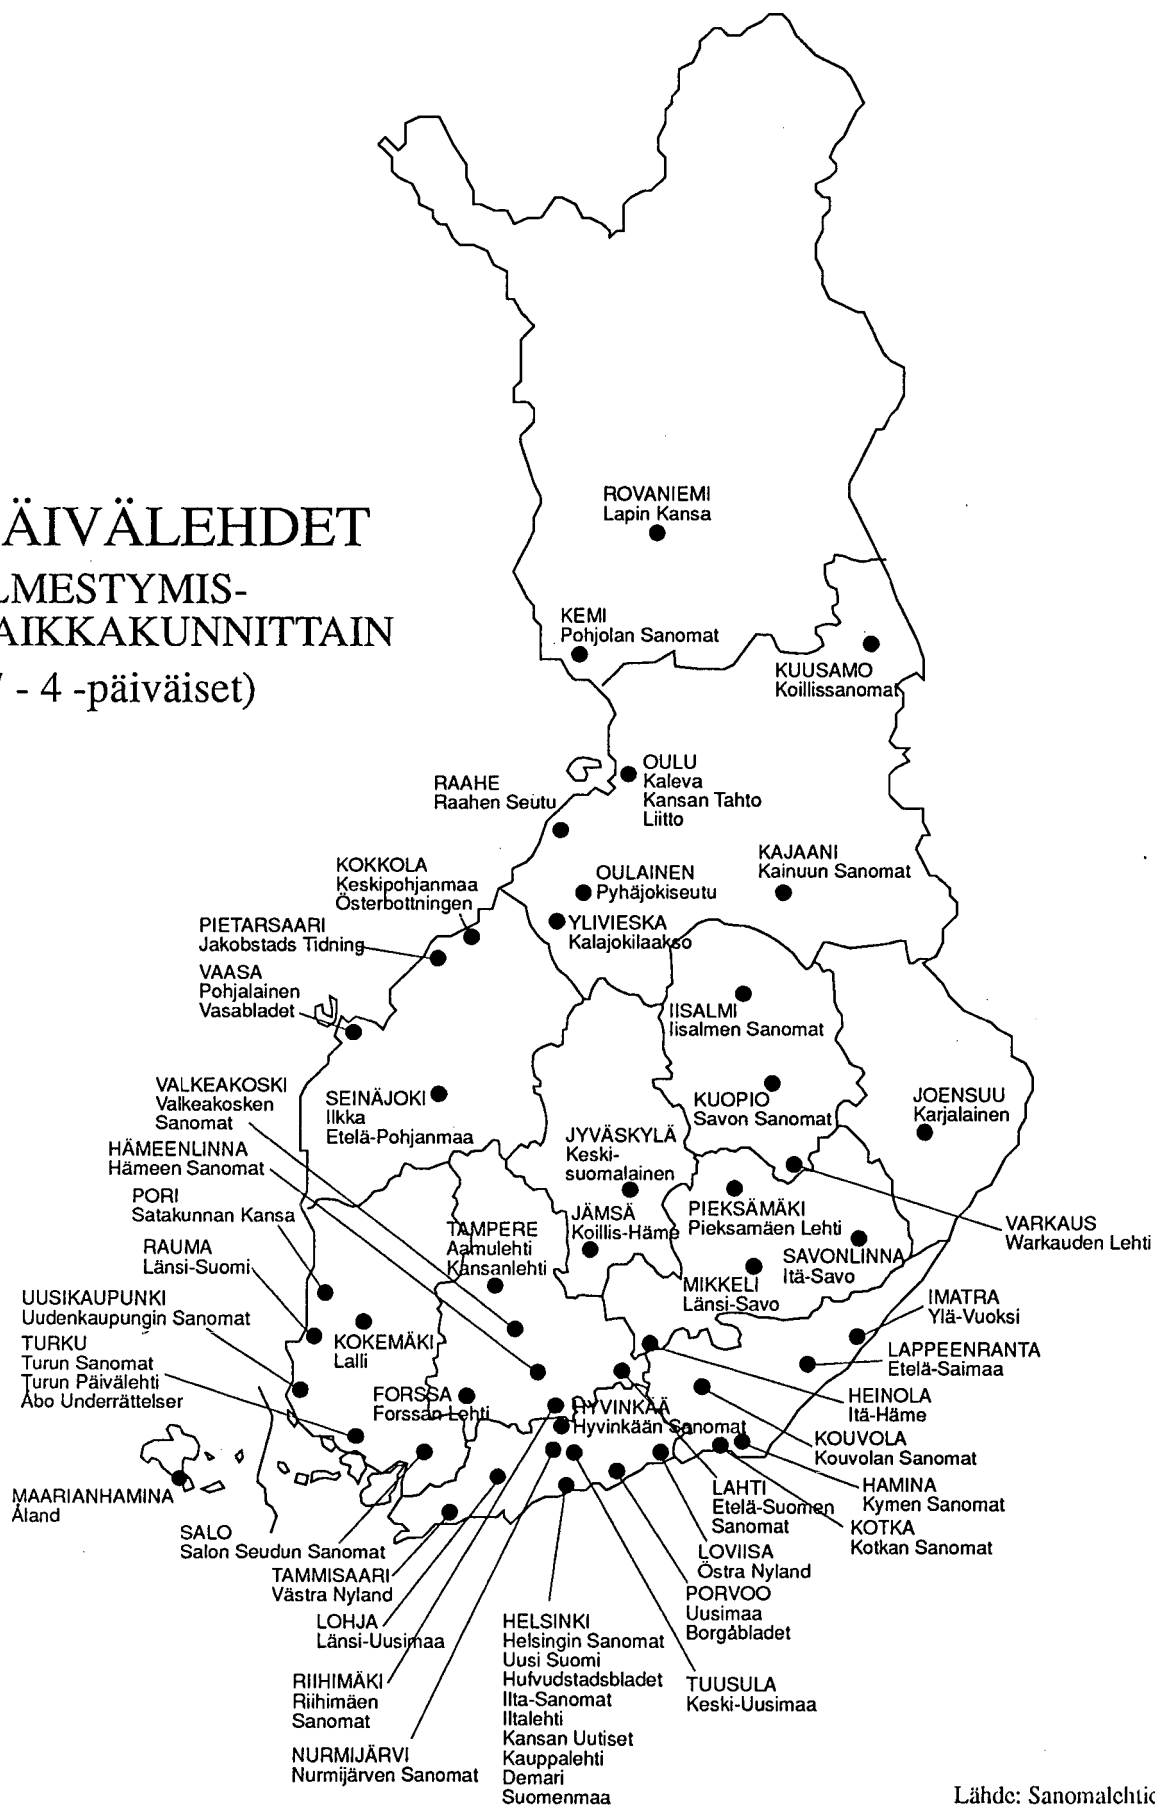 ÄIVÄLEHDET
LMESTYMIS-
AIKKAKUNNITTAIN
- 4 -päiväiset)
ROVANIEMI
Lapin Kansa
KEMI
Pohjolan Sanomat
KUUSAMO
Koillissanomat
OULU
Kaleva
Kansan Tahto
Liitto
RAAHE
Raahen Seutu
KAJAANI
Kainuun Sanomat
OULAINEN
Pyhäjokiseutu
KOKKOLA
Keskipohjanmaa
Österbottningen
YLIVIESKA
Kalajokilaakso
PIETARSAARI
Jakobstads Tidning
VAASA
Pohjalainen
Vasabladet
IISALMI
Iisalmen Sanomat
VALKEAKOSKI
Valkeakosken
Sanomat
SEINÄJOKI
Ilkka
Etelä-Pohjanmaa
KUOPIO
Savon Sanomat
JOENSUU
Karjalainen
HÄMEENLINNA
Hämeen Sanomat
JYVÄSKYLÄ
Keski-
suomalainen
PORI
Satakunnan Kansa
JÄMSÄ
Koillis-Häme
PIEKSÄMÄKI
Pieksamäen Lehti
VARKAUS
Warkauden Lehti
TAMPERE
Aamulehti
Kansanlehti
RAUMA
Länsi-Suomi
SAVONLINNA
Itä-Savo
MIKKELI
Länsi-Savo
UUSIKAUPUNKI
Uudenkaupungin Sanomat
IMATRA
Ylä-Vuoksi
TURKU
Turun Sanomat
Turun Päivälehti
Åbo Underrättelser
KOKEMÄKI
Lalli
LAPPEENRANTA
Etelä-Saimaa
FORSSA
Forssan Lehti
HEINOLA
Itä-Häme
HYVINKÄÄ
Hyvinkään Sanomat
KOUVOLA
Kouvolan Sanomat
MAARIANHAMINA
Åland
HAMINA
Kymen Sanomat
LAHTI
Etelä-Suomen
Sanomat
KOTKA
Kotkan Sanomat
SALO
Salon Seudun Sanomat
LOVIISA
Östra Nyland
TAMMISAARI
Västra Nyland
PORVOO
Uusimaa
Borgåbladet
LOHJA
Länsi-Uusimaa
HELSINKI
Helsingin Sanomat
Uusi Suomi
Hufvudstadsbladet
Ilta-Sanomat
Iltalehti
Kansan Uutiset
Kauppalehti
Demari
Suomenmaa
RIIHIMÄKI
Riihimäen
Sanomat
TUUSULA
Keski-Uusimaa
NURMIJÄRVI
Nurmijärven Sanomat
Lähde: Sanomalehtie